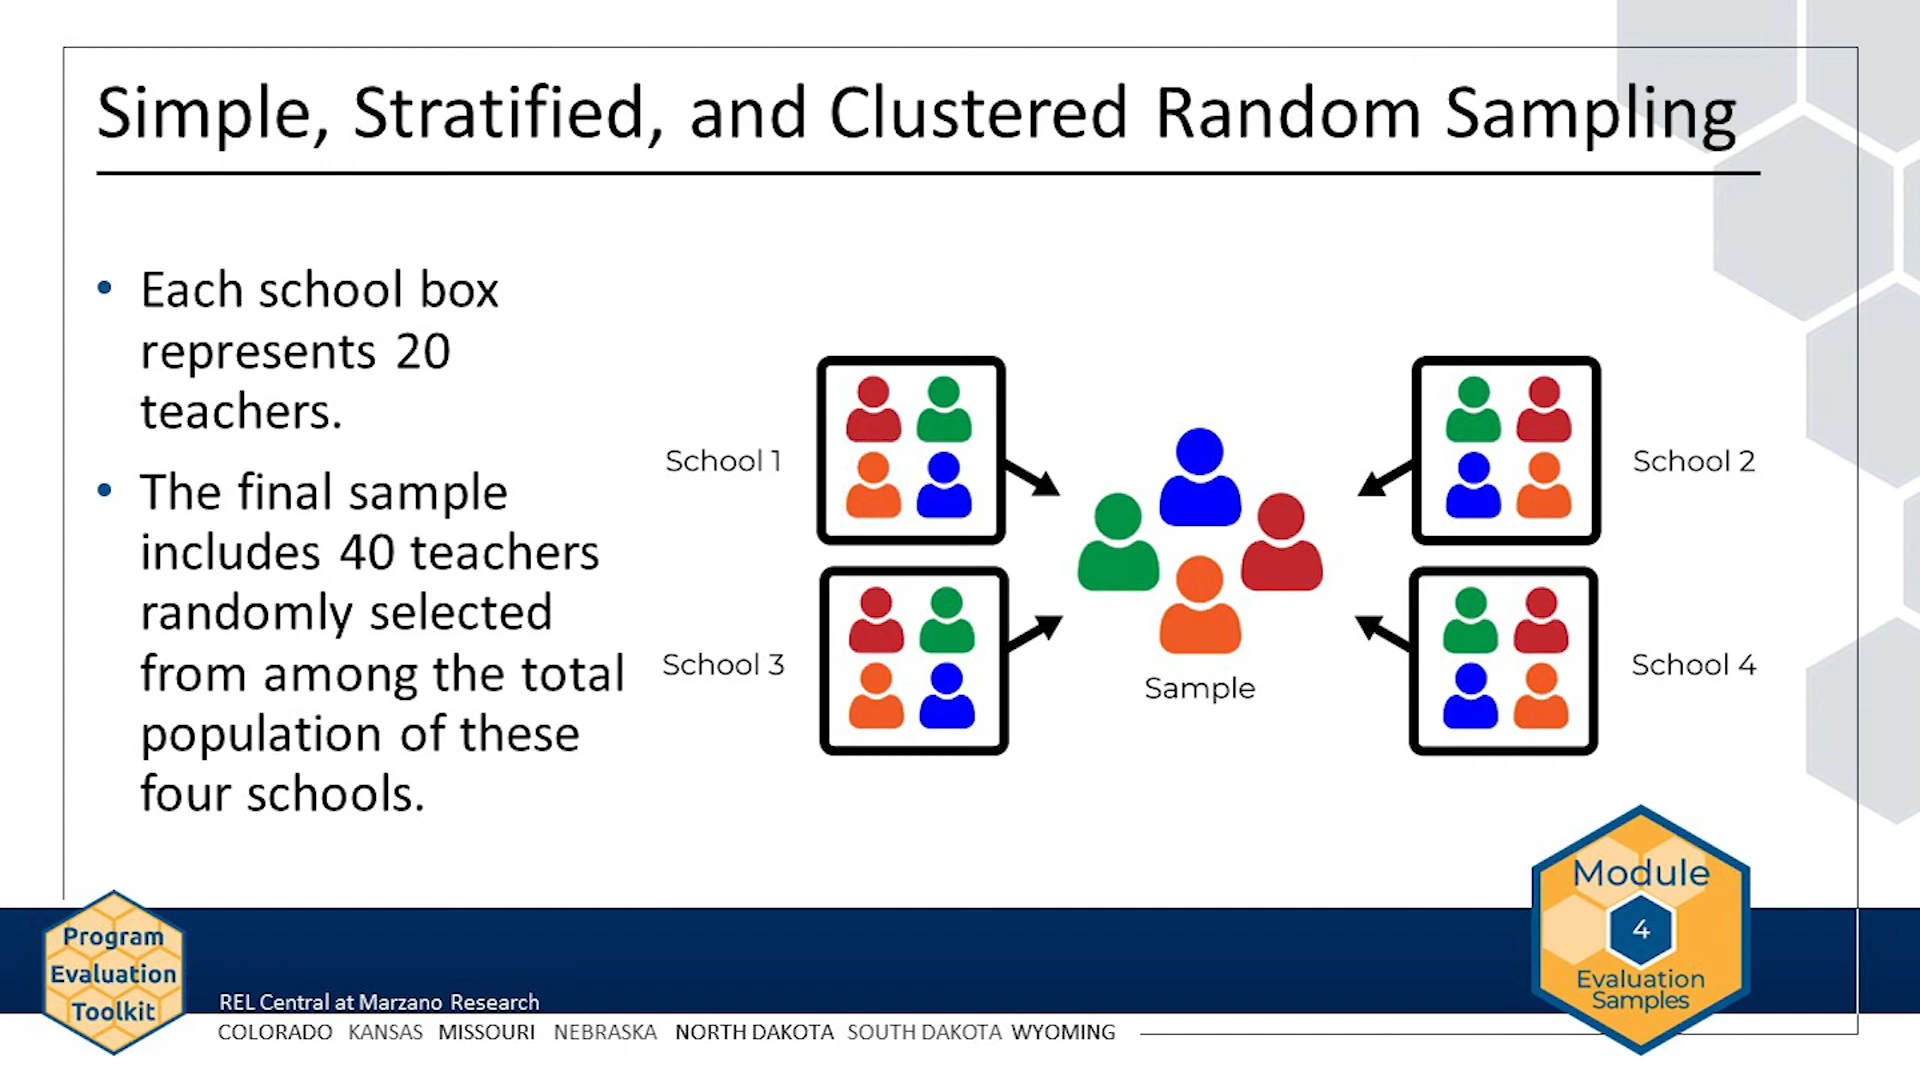 Simple, Stratified, and Clustered Random Sampling
• Each school box
represents 20
teachers.
• The final sample
includes 40 teachers
randomly selected
from among the total
population of these
four schools.
School 1
School 2
School 3
School 4
Sample
Program
Evaluation
Toolkit
REL Central at Marzano Research
COLORADO KANSAS MISSOURI NEBRASKA NORTH DAKOTA SOUTH DAKOTA WYOMING
Module
4
Evaluation
Samples